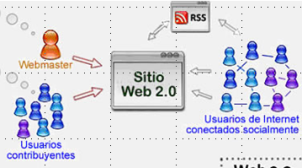 RSS
Webmaster
Sitio
Web 2.0
Usuarios de Internet
conectados socialmente
Usuarios
contribuyentes